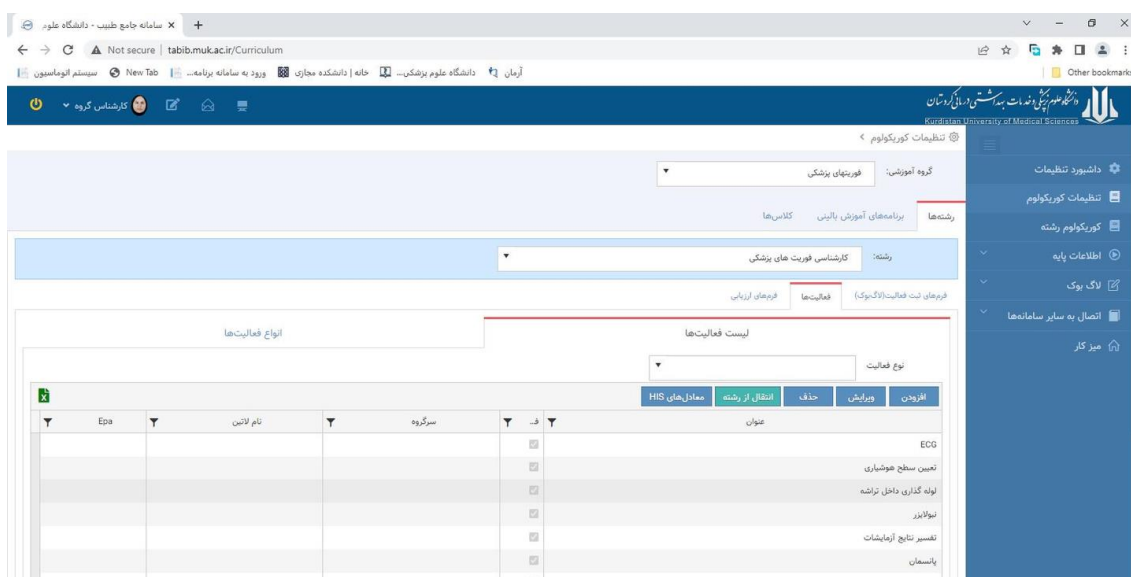 سامانه جامع طبیب - دانشگاه علوم
Not secure | tabib.muk.ac.ir/Curriculum
آرمان
دانشگاه علوم پزشکی...
خانه | دانشکده مجازی
ورود به سامانه برنامه...
New Tab
سیستم اتوماسیون
Other bookmarks
دانشگاه علوم پزشکی و خدمات بهداشتی درمانی کردستان
Kurdistan University of Medical Sciences
کارشناس گروه
داشبورد تنظیمات
تنظیمات کوریکولوم
کوریکولوم رشته
اطلاعات پایه
لاگ بوک
اتصال به سایر سامانه‌ها
میز کار
تنظیمات کوریکولوم
گروه آموزشی: فوریتهای پزشکی
رشته‌ها برنامه‌های آموزش بالینی کلاس‌ها
رشته: کارشناسی فوریت های پزشکی
فرم‌های ثبت فعالیت(لاگ‌بوک) فعالیت‌ها فرم‌های ارزیابی
لیست فعالیت‌ها انواع فعالیت‌ها
نوع فعالیت
افزودن ویرایش حذف انتقال از رشته معادل‌های HIS
عنوان ف... سرگروه نام لاتین Epa
ECG
تعیین سطح هوشیاری
لوله گذاری داخل تراشه
نبولایزر
تفسیر نتایج آزمایشات
پانسمان